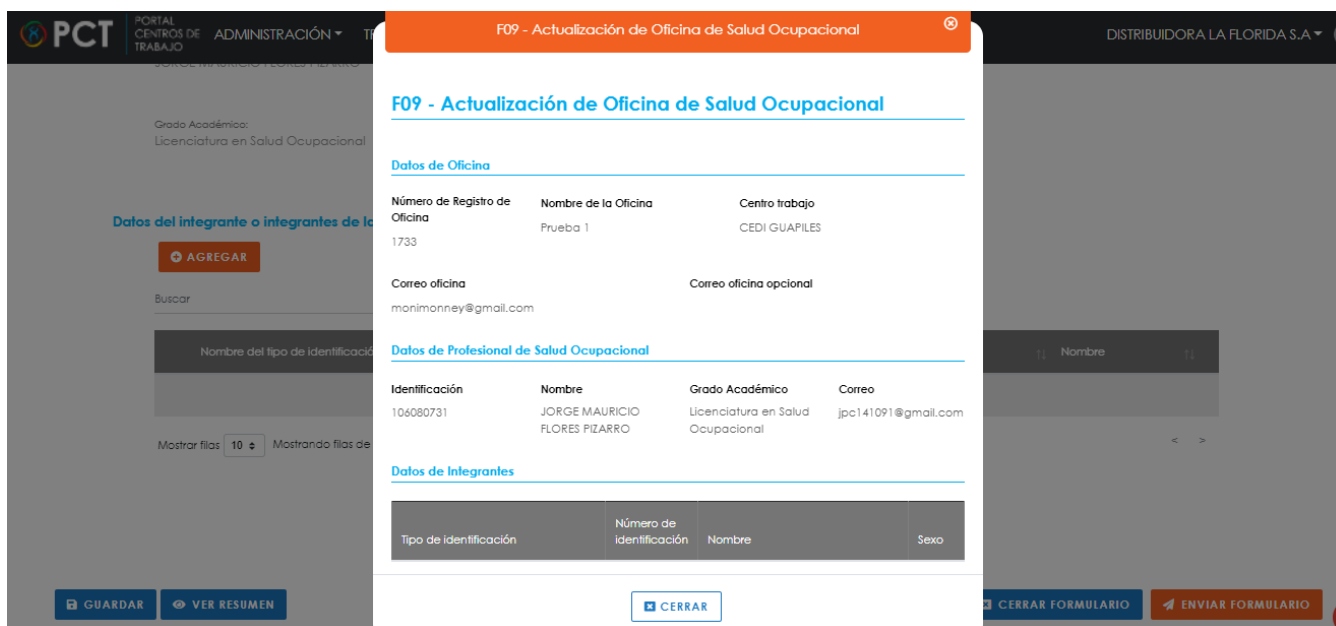 PCT
PORTAL
CENTROS DE
TRABAJO
ADMINISTRACIÓN
F09 - Actualización de Oficina de Salud Ocupacional
DISTRIBUIDORA LA FLORIDA S.A
JORGE MAURICIO FLORES PIZARRO
Grado Académico:
Licenciatura en Salud Ocupacional
Datos del integrante o integrantes de la
AGREGAR
Buscar
Nombre del tipo de identificació
Nombre
Mostrar filas 10 Mostrando filas de
< >
F09 - Actualización de Oficina de Salud Ocupacional
Datos de Oficina
Número de Registro de Oficina
1733
Nombre de la Oficina
Prueba 1
Centro trabajo
CEDI GUAPILES
Correo oficina
monimonney@gmail.com
Correo oficina opcional
Datos de Profesional de Salud Ocupacional
Identificación
106080731
Nombre
JORGE MAURICIO
FLORES PIZARRO
Grado Académico
Licenciatura en Salud
Ocupacional
Correo
jpc141091@gmail.com
Datos de Integrantes
Tipo de identificación
Número de
identificación
Nombre
Sexo
GUARDAR
VER RESUMEN
CERRAR
CERRAR FORMULARIO
ENVIAR FORMULARIO